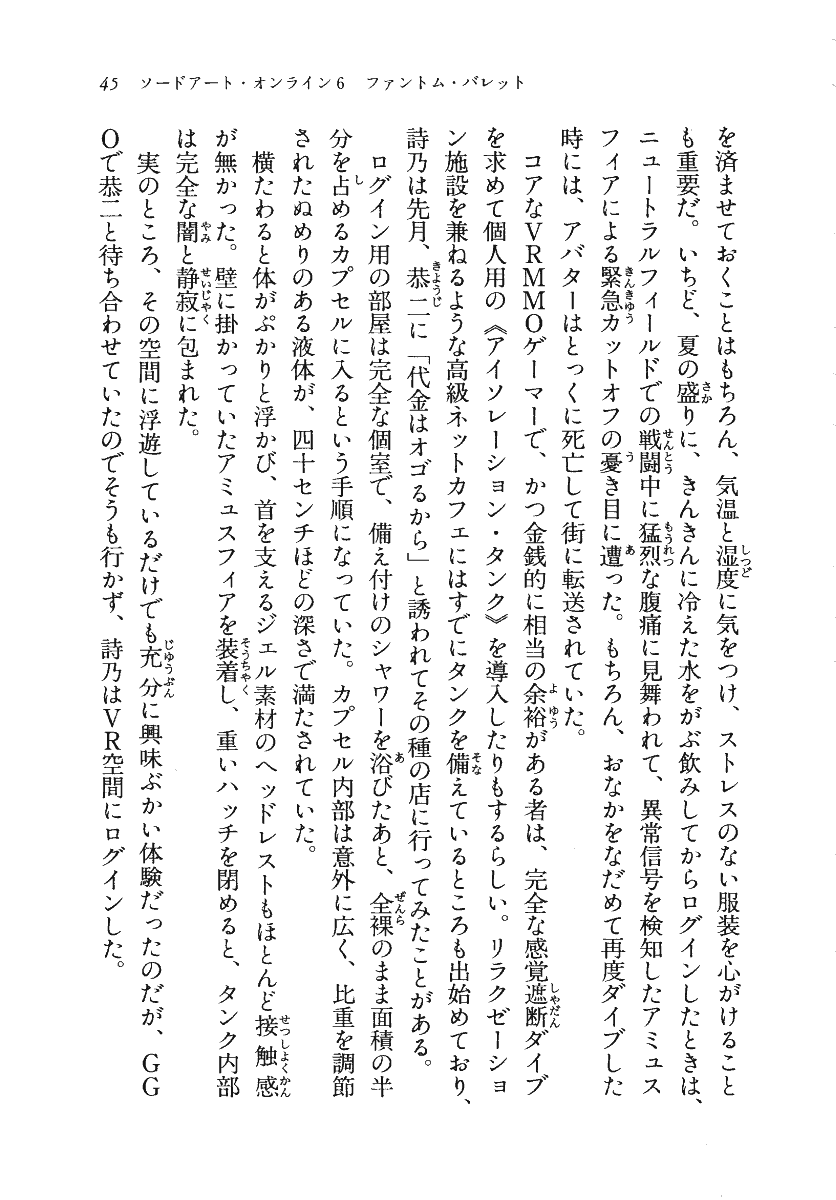 45　ソードアート・オンライン6　ファントム・バレット
を済ませておくことはもちろん、気温と湿度に気をつけ、ストレスのない服装を心がけること
も重要だ。いちど、夏の盛りに、きんきんに冷えた水をがぶ飲みしてからログインしたときは、
ニュートラルフィールドでの戦闘中に猛烈な腹痛に見舞われて、異常信号を検知したアミュス
フィアによる緊急カットオフの憂き目に遭った。もちろん、おなかをなだめて再度ダイブした
時には、アバターはとっくに死亡して街に転送されていた。
　コアなＶＲＭＭＯゲーマーで、かつ金銭的に相当の余裕がある者は、完全な感覚遮断ダイブ
を求めて個人用の《アイソレーション・タンク》を導入したりもするらしい。リラクゼーショ
ン施設を兼ねるような高級ネットカフェにはすでにタンクを備えているところも出始めており、
詩乃は先月、恭二に「代金はオゴるから」と誘われてその種の店に行ってみたことがある。
　ログイン用の部屋は完全な個室で、備え付けのシャワーを浴びたあと、全裸のまま面積の半
分を占めるカプセルに入るという手順になっていた。カプセル内部は意外に広く、比重を調節
されたぬめりのある液体が、四十センチほどの深さで満たされていた。
　横たわると体がぷかりと浮かび、首を支えるジェル素材のヘッドレストもほとんど接触感
が無かった。壁に掛かっていたアミュスフィアを装着し、重いハッチを閉めると、タンク内部
は完全な闇と静寂に包まれた。
　実のところ、その空間に浮遊しているだけでも充分に興味ぶかい体験だったのだが、ＧＧ
Ｏで恭二と待ち合わせていたのでそうも行かず、詩乃はＶＲ空間にログインした。